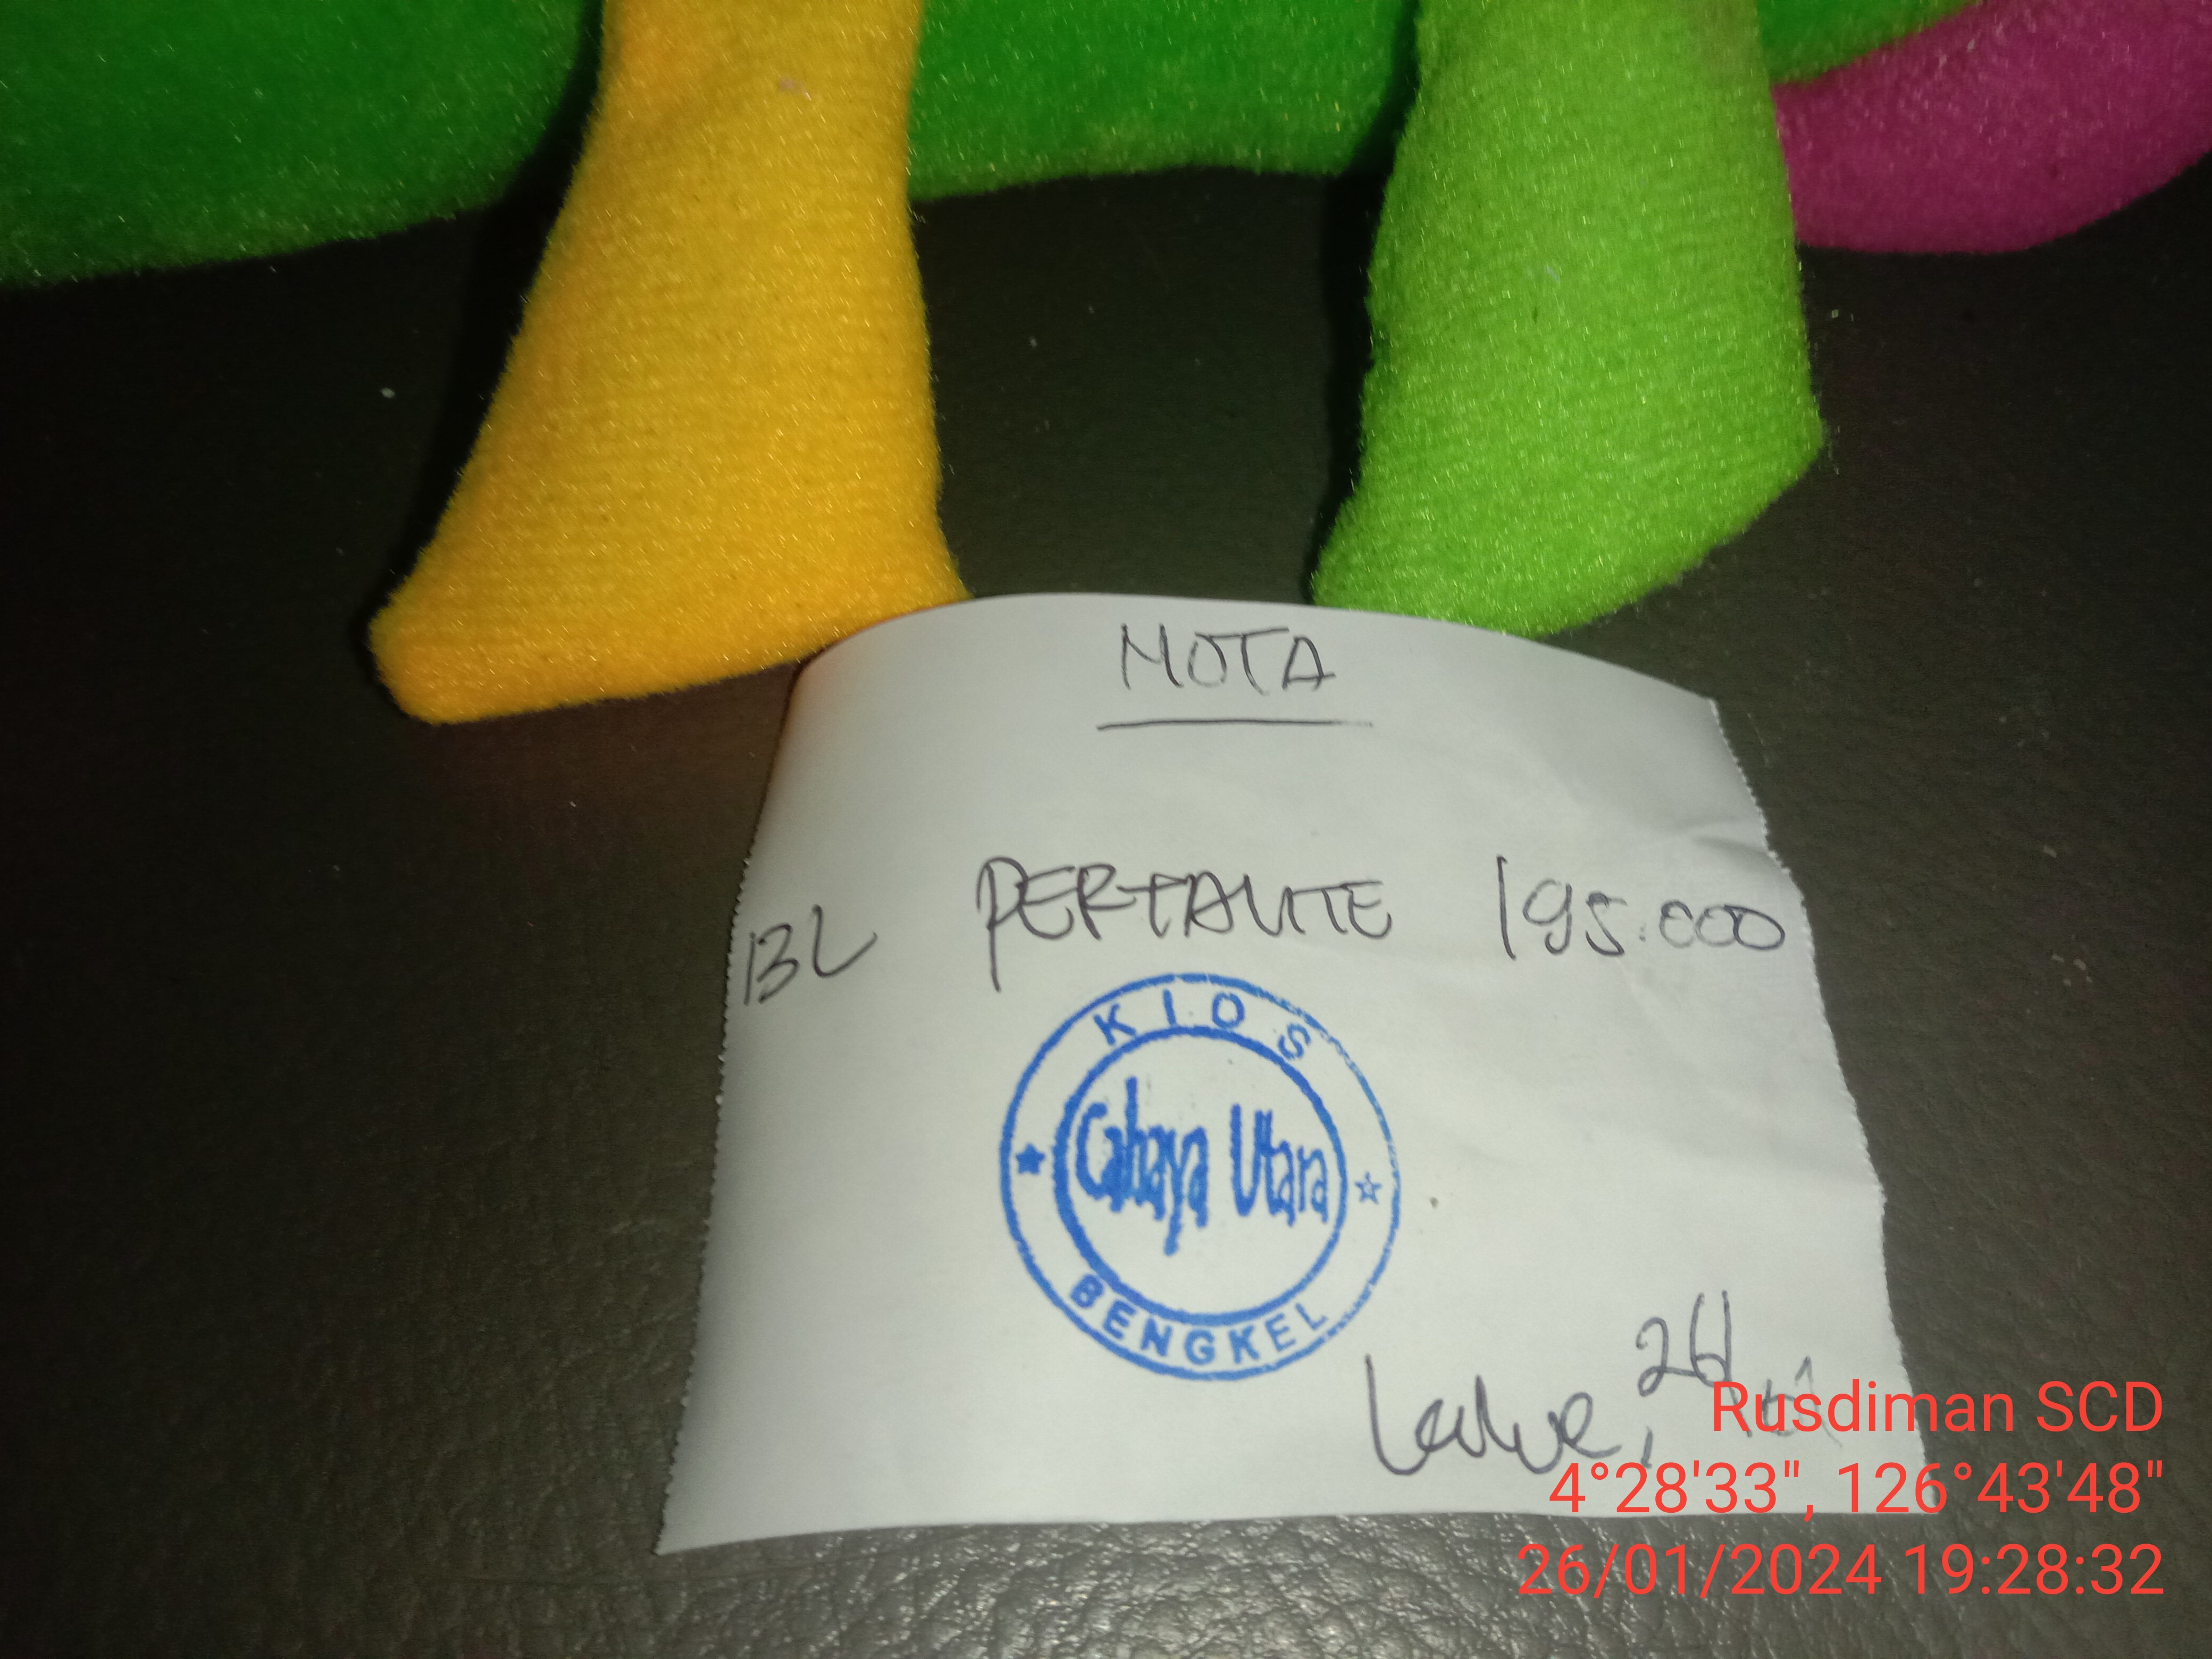 NOTA
13L PERTALITE 195.000
KIOS
Cahaya Utara
BENGKEL
26
Rusdiman SCD
4°28'33", 126°43'48"
26/01/2024 19:28:32